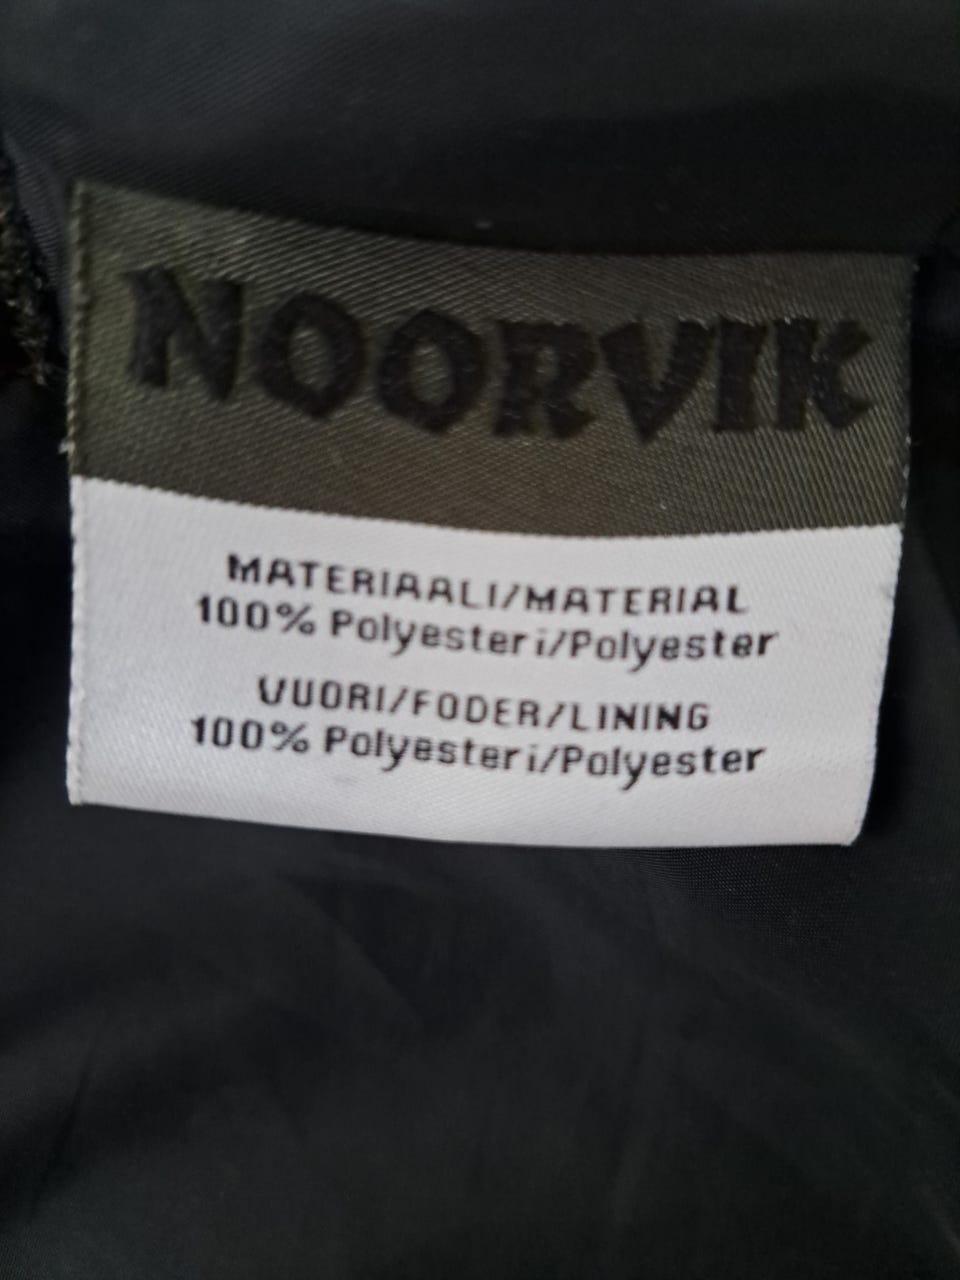 NOORVIK
MATERIAALI/MATERIAL
100% Polyesteri/Polyester
VUORI/FODER/LINING
100% Polyesteri/Polyester